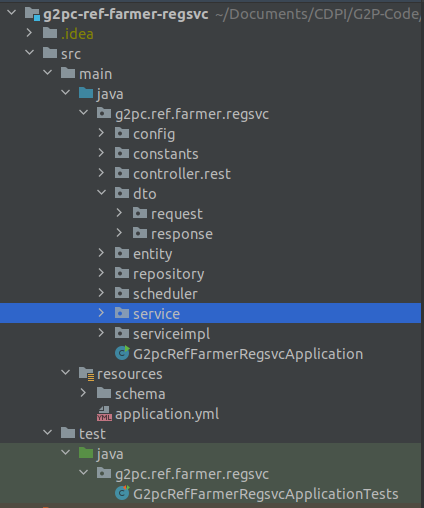 g2pc-ref-farmer-regsvc ~/Documents/CDPI/G2P-Code/
.idea
src
main
java
g2pc.ref.farmer.regsvc
config
constants
controller.rest
dto
request
response
entity
repository
scheduler
service
serviceimpl
G2pcRefFarmerRegsvcApplication
resources
schema
application.yml
test
java
g2pc.ref.farmer.regsvc
G2pcRefFarmerRegsvcApplicationTests